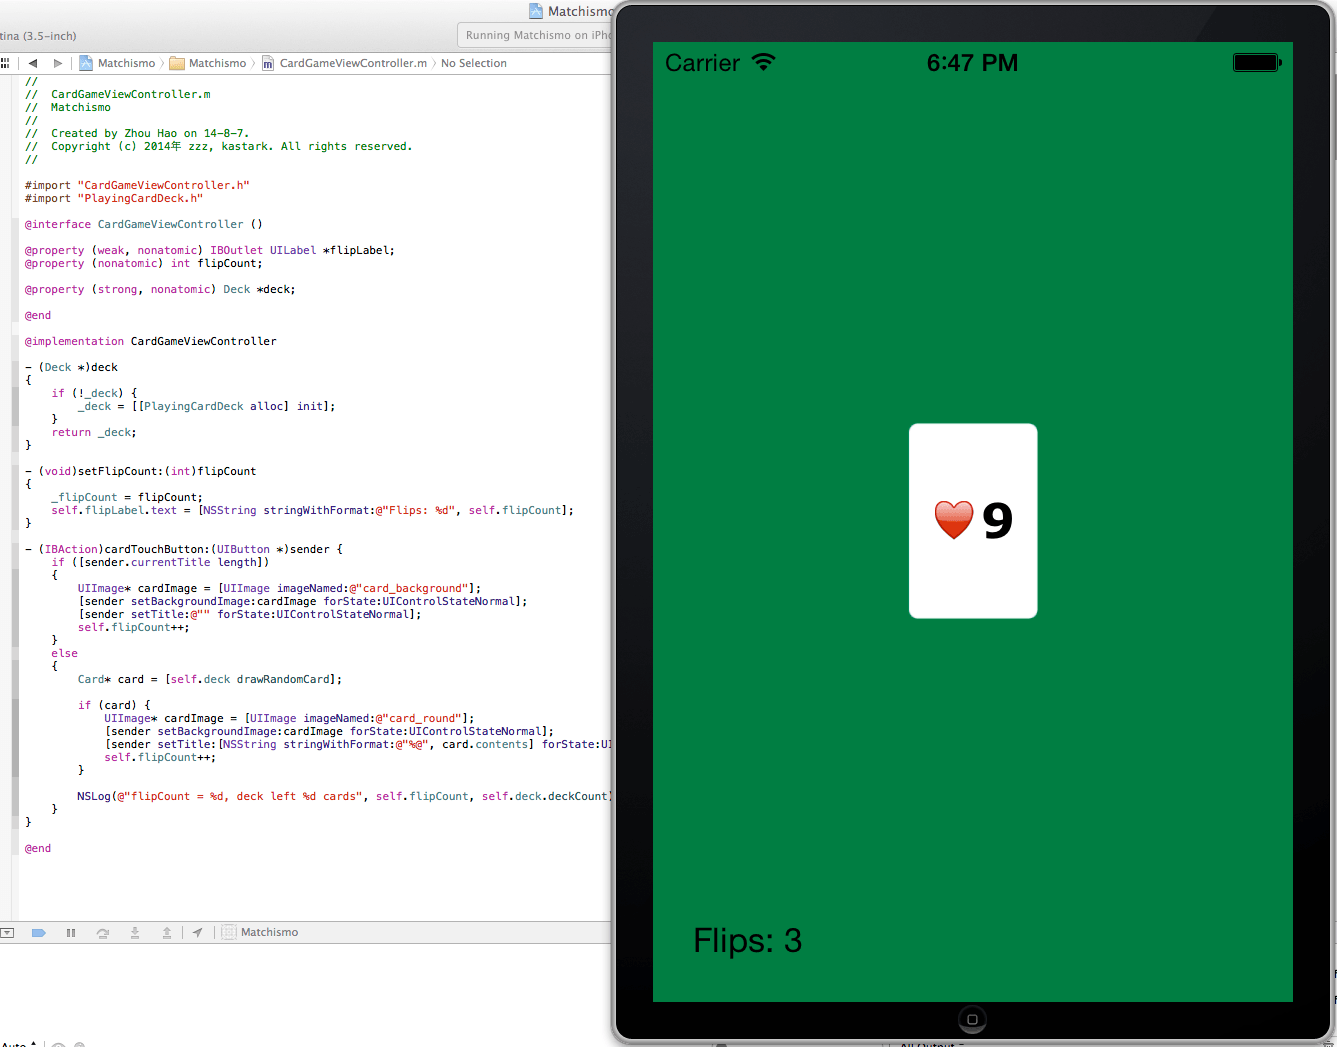 Matchismo
tina (3.5-inch)
Running Matchismo on iPh
Matchismo Matchismo CardGameViewController.m No Selection
//
//  CardGameViewController.m
//  Matchismo
//
//  Created by Zhou Hao on 14-8-7.
//  Copyright (c) 2014年 zzz, kastark. All rights reserved.
//
#import "CardGameViewController.h"
#import "PlayingCardDeck.h"
@interface CardGameViewController ()
@property (weak, nonatomic) IBOutlet UILabel *flipLabel;
@property (nonatomic) int flipCount;
@property (strong, nonatomic) Deck *deck;
@end
@implementation CardGameViewController
- (Deck *)deck
{
    if (!_deck) {
        _deck = [[PlayingCardDeck alloc] init];
    }
    return _deck;
}
- (void)setFlipCount:(int)flipCount
{
    _flipCount = flipCount;
    self.flipLabel.text = [NSString stringWithFormat:@"Flips: %d", self.flipCount];
}
- (IBAction)cardTouchButton:(UIButton *)sender {
    if ([sender.currentTitle length])
    {
        UIImage* cardImage = [UIImage imageNamed:@"card_background"];
        [sender setBackgroundImage:cardImage forState:UIControlStateNormal];
        [sender setTitle:@"" forState:UIControlStateNormal];
        self.flipCount++;
    }
    else
    {
        Card* card = [self.deck drawRandomCard];
        if (card) {
            UIImage* cardImage = [UIImage imageNamed:@"card_round"];
            [sender setBackgroundImage:cardImage forState:UIControlStateNormal];
            [sender setTitle:[NSString stringWithFormat:@"%@", card.contents] forState:UI
            self.flipCount++;
        }
        NSLog(@"flipCount = %d, deck left %d cards", self.flipCount, self.deck.deckCount)
    }
}
@end
Matchismo
Auto
Carrier 6:47 PM
♥9
Flips: 3
All Output